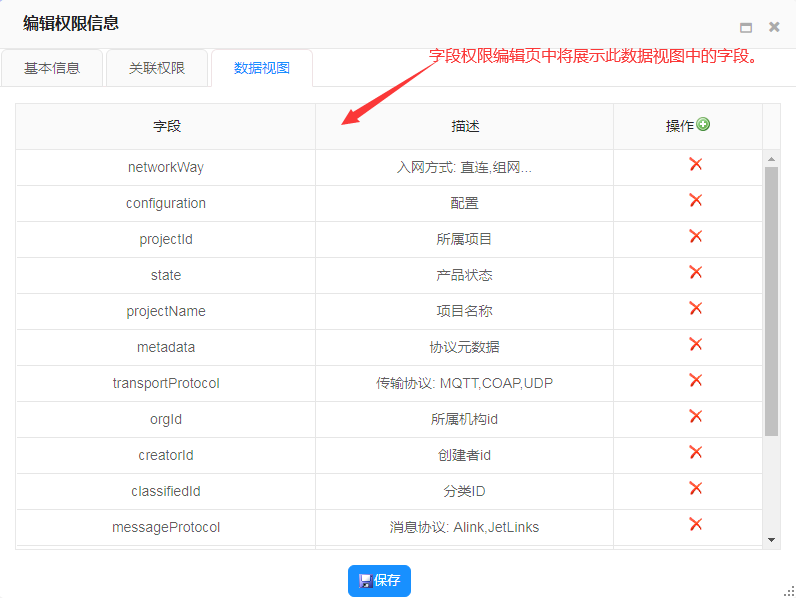 编辑权限信息
字段权限编辑页中将展示此数据视图中的字段。
基本信息 关联权限 数据视图
字段 描述 操作
networkWay 入网方式: 直连,组网...
configuration 配置
projectId 所属项目
state 产品状态
projectName 项目名称
metadata 协议元数据
transportProtocol 传输协议: MQTT,COAP,UDP
orgId 所属机构id
creatorId 创建者id
classifiedId 分类ID
messageProtocol 消息协议: Alink,JetLinks
保存